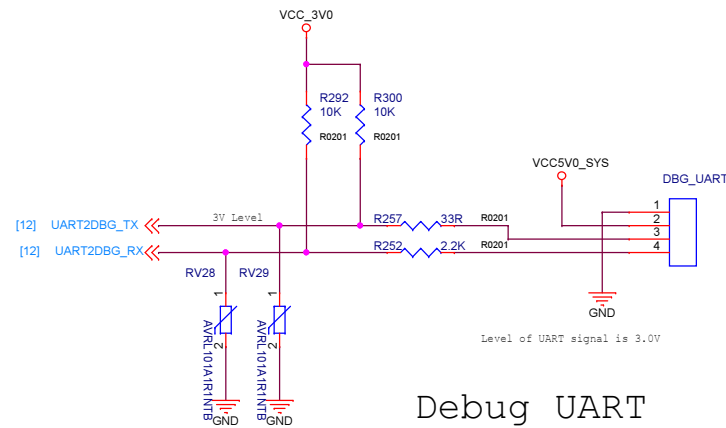 VCC_3V0
R292
10K
R0201
R300
10K
R0201
VCC5V0_SYS
DBG_UART
1
2
3
4
[12] UART2DBG_TX
3V Level
R257
33R
R0201
[12] UART2DBG_RX
R252
2.2K
R0201
RV28
RV29
1
1
AVRL101A1R1NTB
AVRL101A1R1NTB
2
2
GND
GND
GND
Level of UART signal is 3.0V
Debug UART